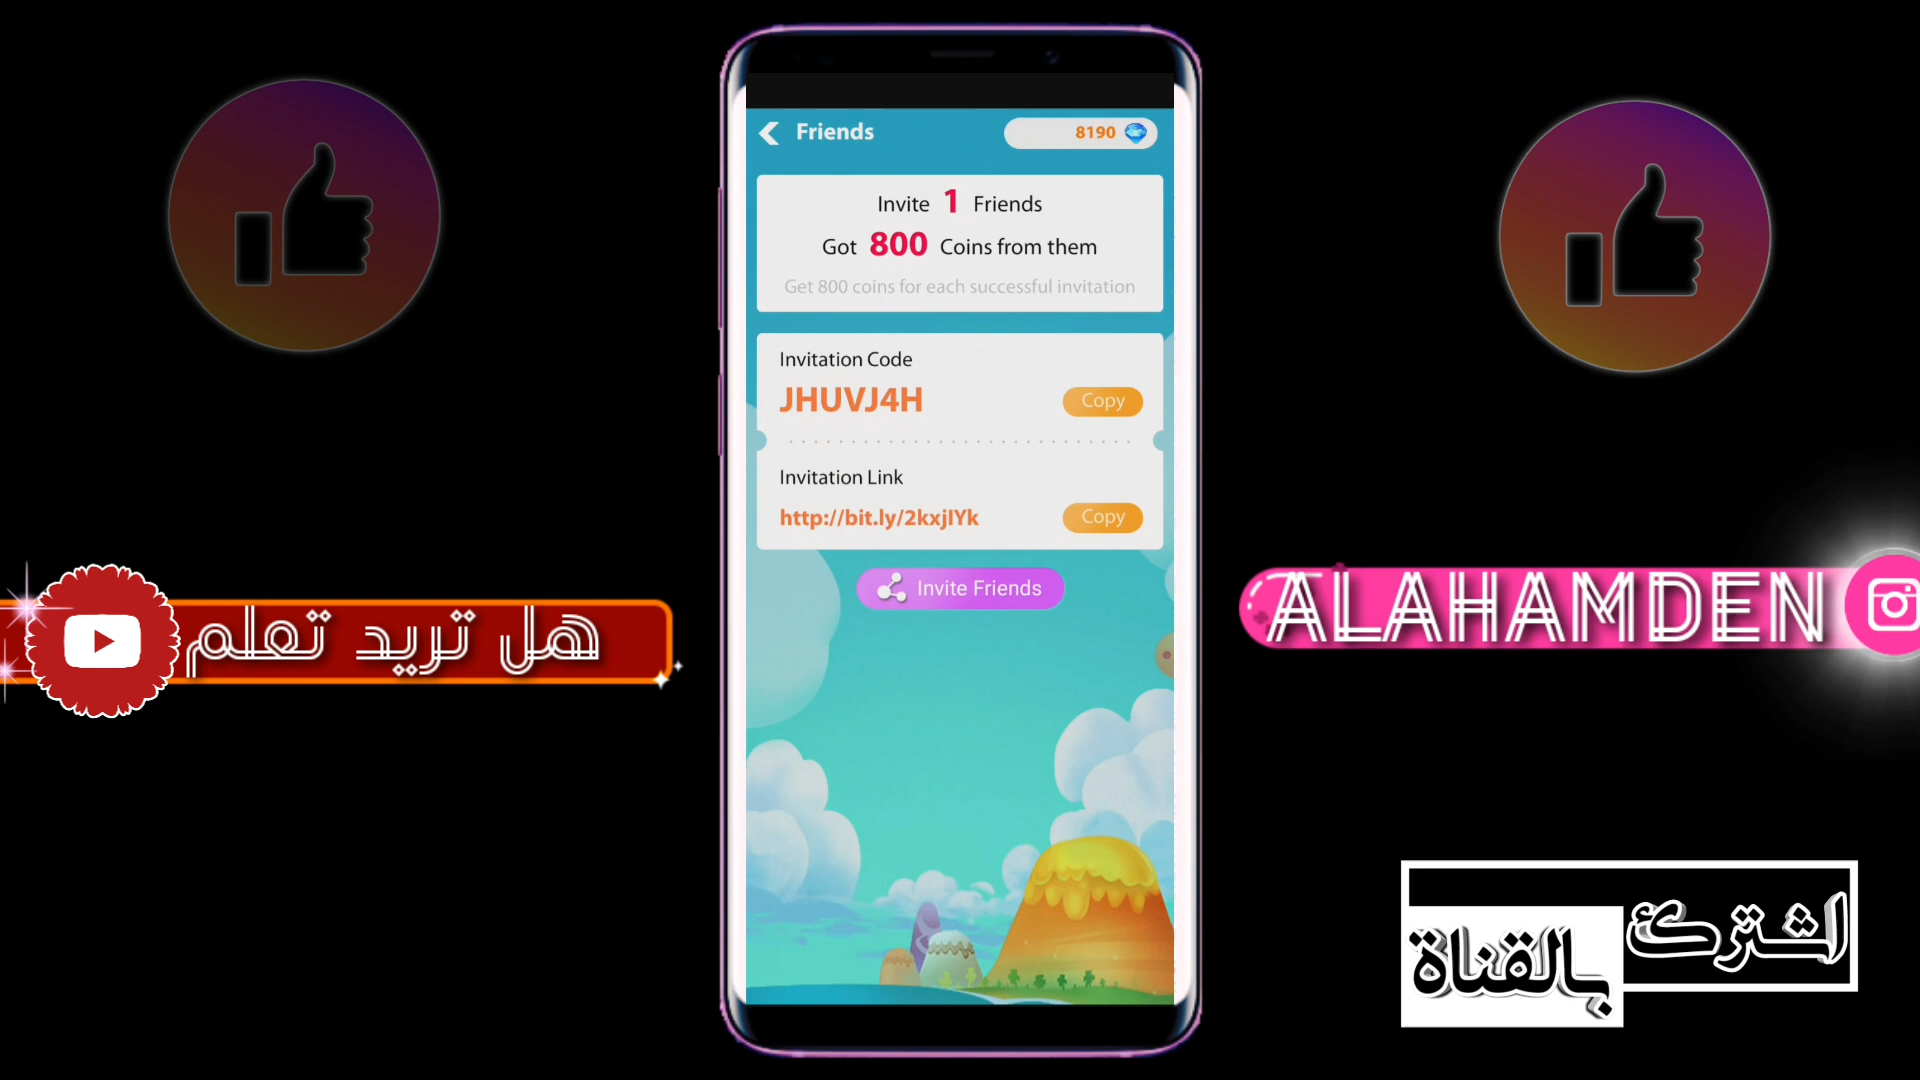 Friends
8190
Invite 1 Friends
Got 800 Coins from them
Get 800 coins for each successful invitation
Invitation Code
JHUVJ4H
Copy
Invitation Link
http://bit.ly/2kxjIYk
Copy
Invite Friends
هل تريد تعلم
ALAHAMDEN
اشترك
بالقناة